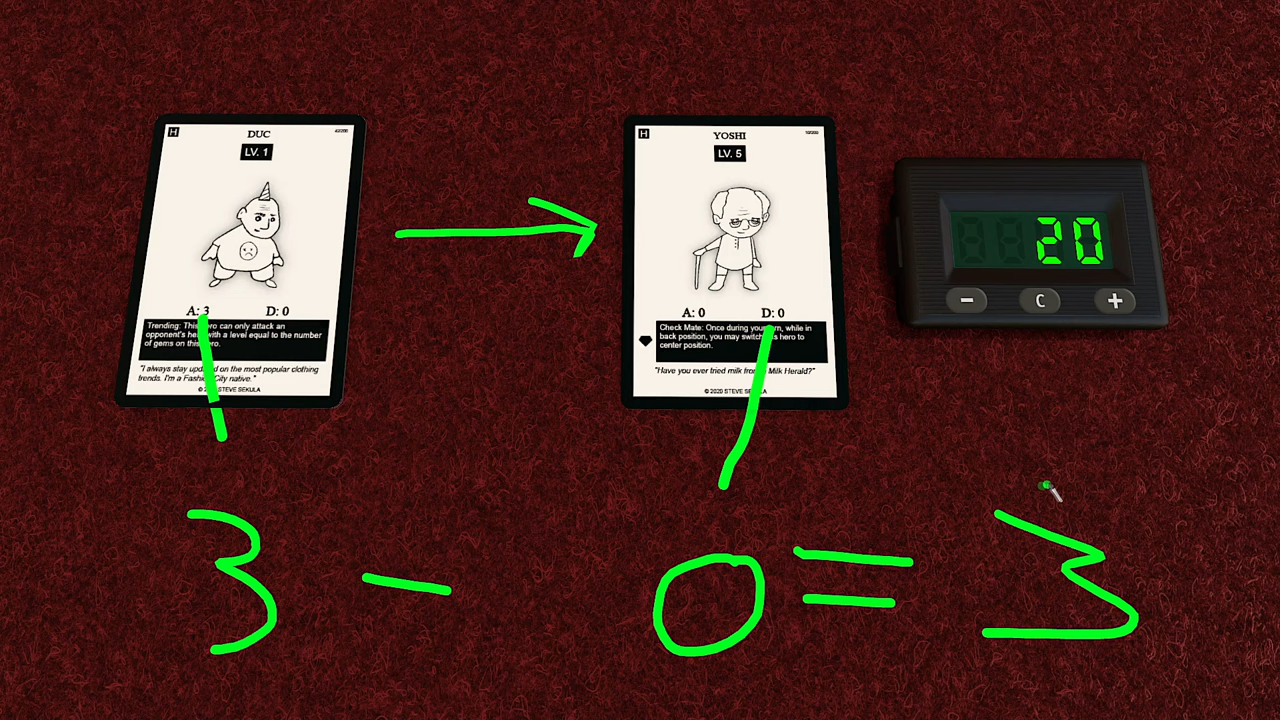 H
DUC
LV. 1
A: 3
D: 0
Trending: This hero can only attack an
opponent's hero with a level equal to the number
of gems on this hero.
"I always stay updated on the most popular clothing
trends. I'm a Fashion City native."
STEVE SEKULA
H
YOSHI
LV. 5
A: 0
D: 0
Check Mate: Once during your turn, while in
back position, you may switch this hero to
center position.
"Have you ever tried milk from Milk Herald?"
© 2020 STEVE SEKULA
20
-
C
+
3 - 0 = 3